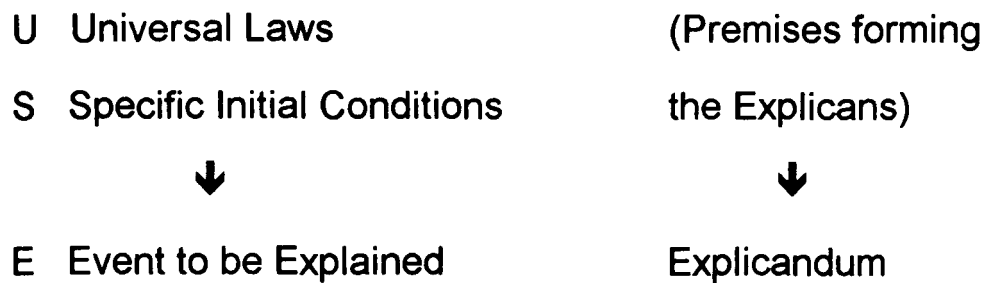 U Universal Laws (Premises forming
S Specific Initial Conditions the Explicans)
↓ ↓
E Event to be Explained Explicandum